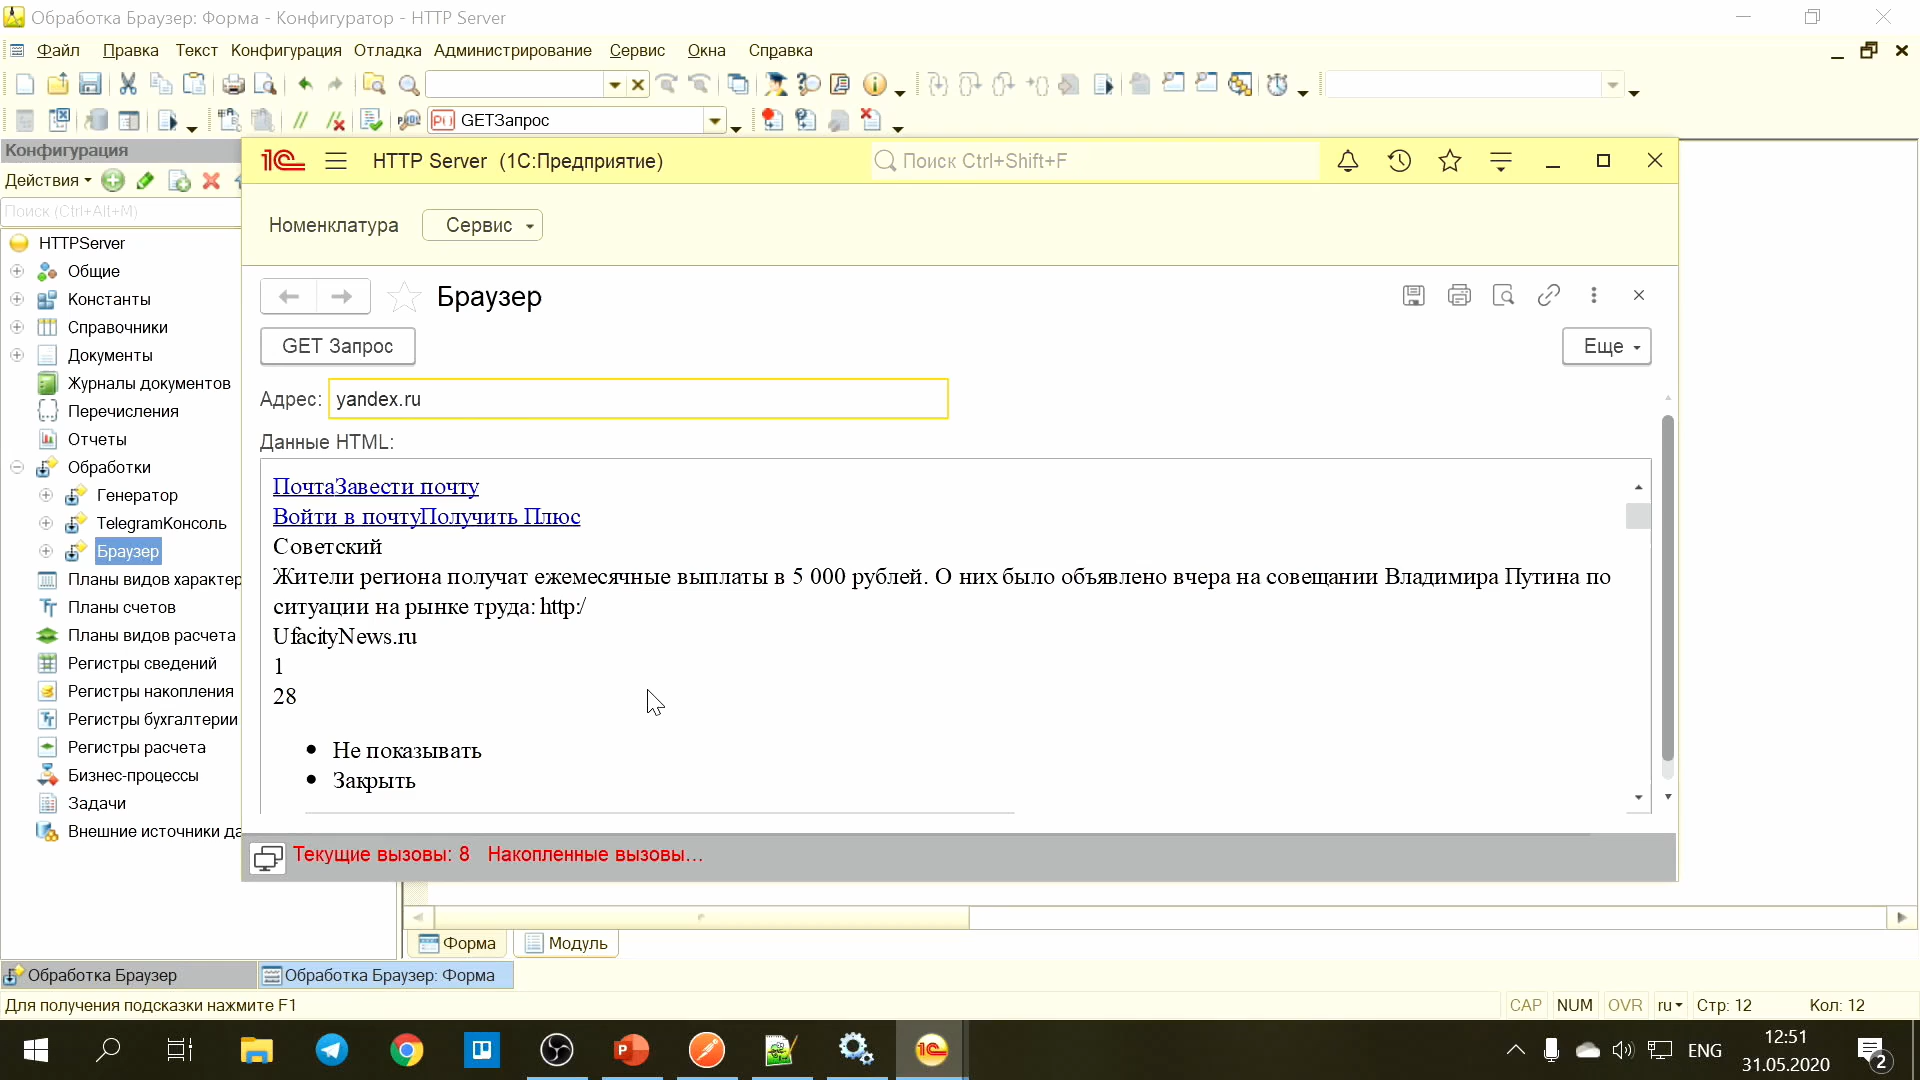 Обработка Браузер: Форма - Конфигуратор - HTTP Server
Файл Правка Текст Конфигурация Отладка Администрирование Сервис Окна Справка
GETЗапрос
Конфигурация
Действия
Поиск (Ctrl+Alt+M)
HTTPServer
Общие
Константы
Справочники
Документы
Журналы документов
Перечисления
Отчеты
Обработки
Генератор
TelegramКонсоль
Браузер
Планы видов характер
Планы счетов
Планы видов расчета
Регистры сведений
Регистры накопления
Регистры бухгалтерии
Регистры расчета
Бизнес-процессы
Задачи
Внешние источники да
HTTP Server (1С:Предприятие)
Поиск Ctrl+Shift+F
Номенклатура Сервис
Браузер
GET Запрос Еще
Адрес: yandex.ru
Данные HTML:
ПочтаЗавести почту
Войти в почтуПолучить Плюс
Советский
Жители региона получат ежемесячные выплаты в 5 000 рублей. О них было объявлено вчера на совещании Владимира Путина по
ситуации на рынке труда: http:/
UfacityNews.ru
1
28
Не показывать
Закрыть
Текущие вызовы: 8 Накопленные вызовы...
Форма Модуль
Обработка Браузер Обработка Браузер: Форма
Для получения подсказки нажмите F1 CAP NUM OVR ru Стр: 12 Кол: 12
ENG 12:51
31.05.2020
2